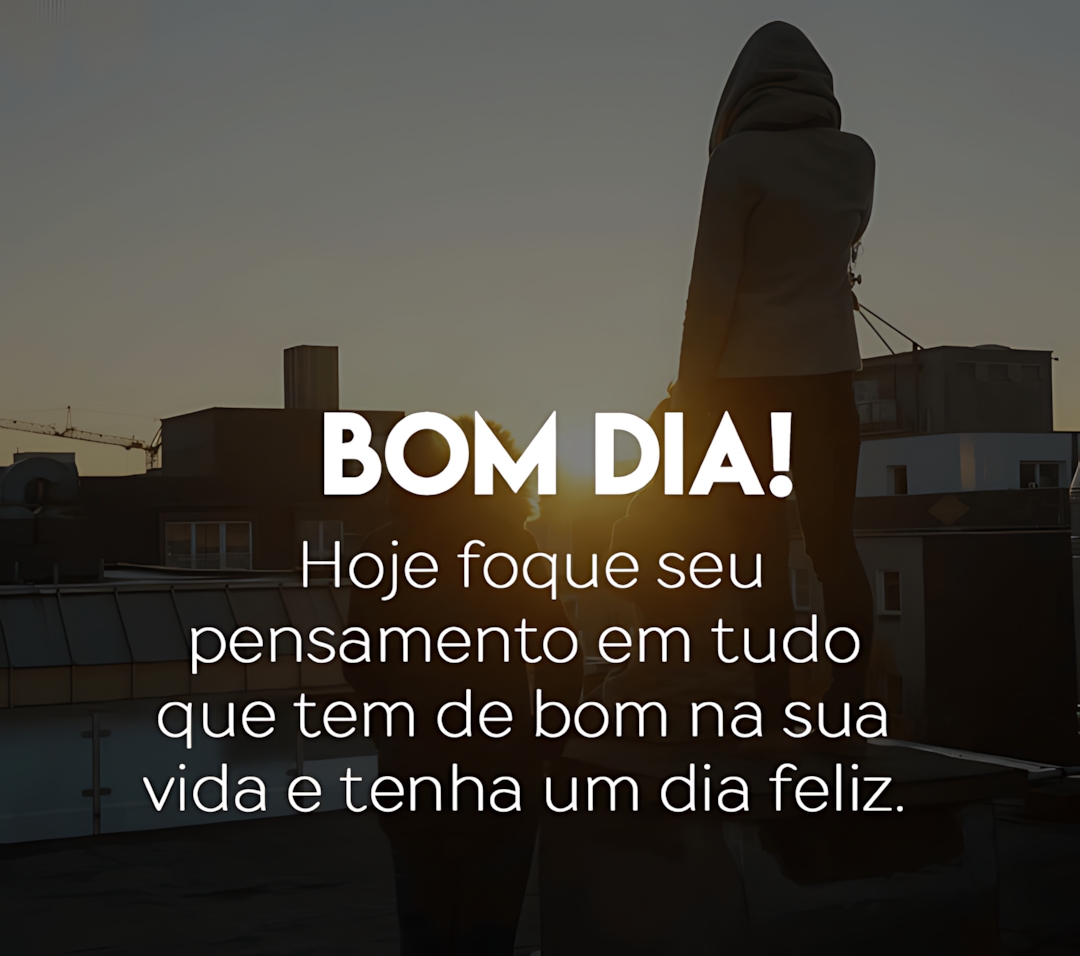 BOM DIA!
Hoje foque seu
pensamento em tudo
que tem de bom na sua
vida e tenha um dia feliz.